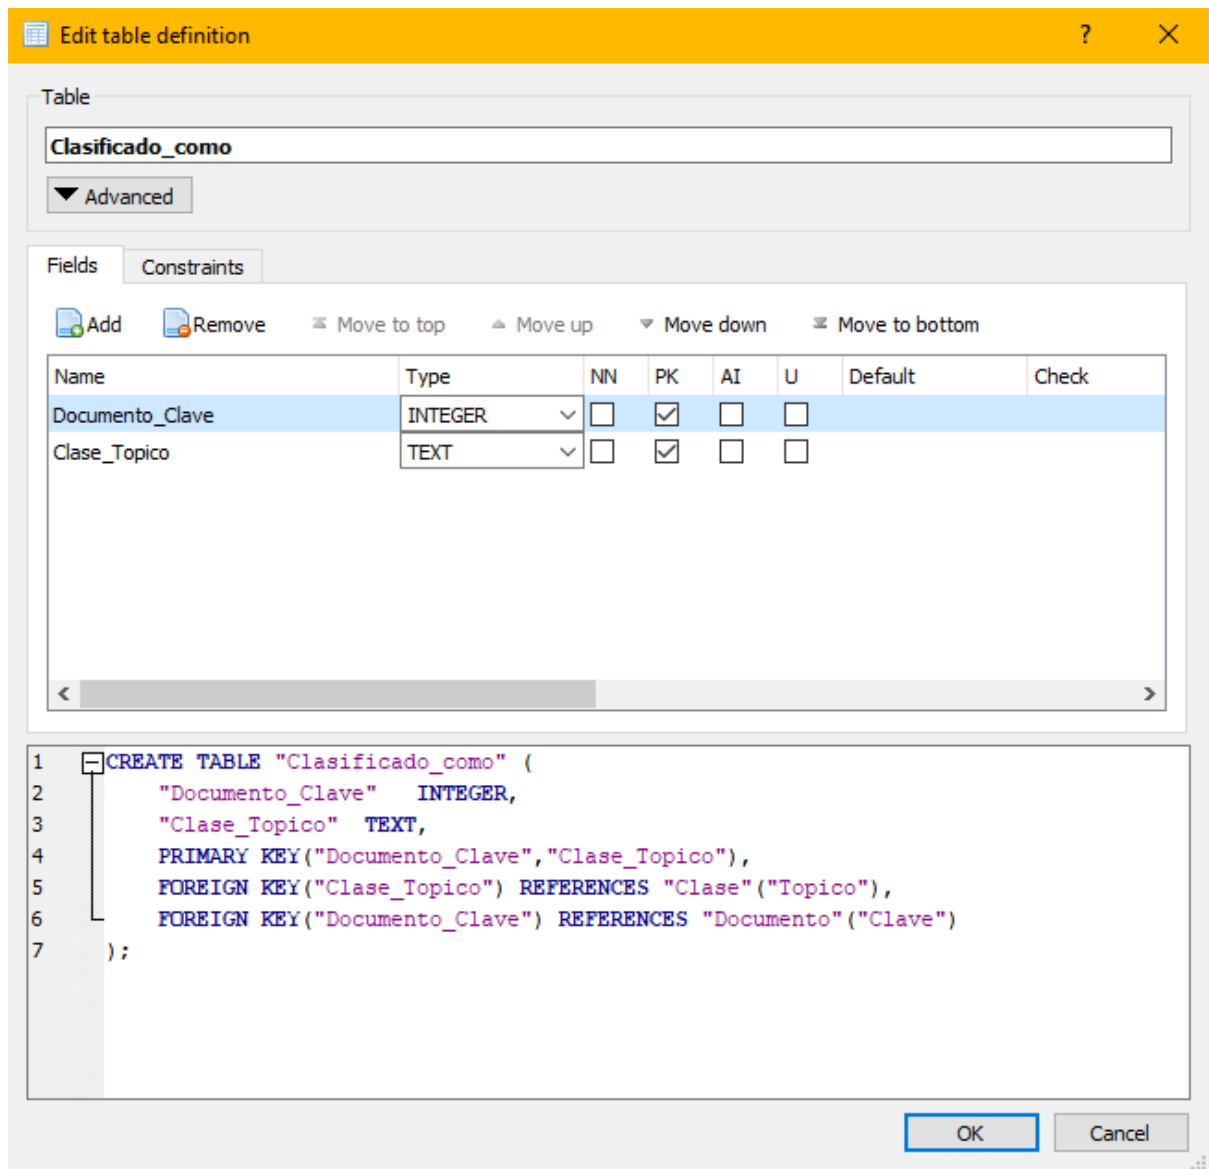 Edit table definition ?
Table
Clasificado_como
Advanced
Fields Constraints
Add Remove Move to top Move up Move down Move to bottom
Name Type NN PK AI U Default Check
Documento_Clave INTEGER
Clase_Topico TEXT
1 CREATE TABLE "Clasificado_como" (
2 "Documento_Clave" INTEGER,
3 "Clase_Topico" TEXT,
4 PRIMARY KEY("Documento_Clave","Clase_Topico"),
5 FOREIGN KEY("Clase_Topico") REFERENCES "Clase"("Topico"),
6 FOREIGN KEY("Documento_Clave") REFERENCES "Documento"("Clave")
7 );
OK Cancel